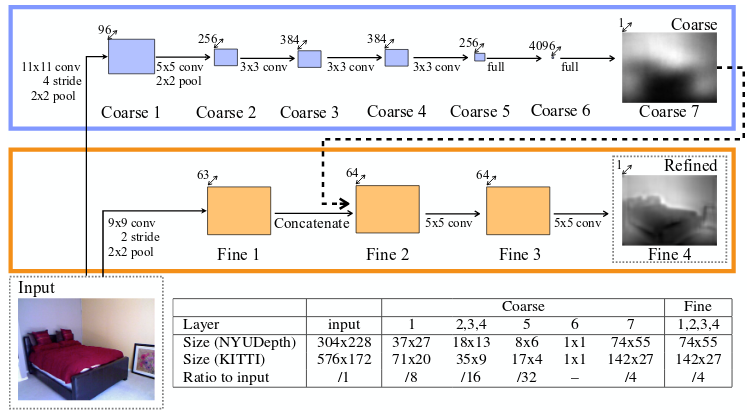 96
256
384
384
256
4096
1
Coarse
11x11 conv
4 stride
2x2 pool
5x5 conv
2x2 pool
3x3 conv
3x3 conv
3x3 conv
full
full
Coarse 1
Coarse 2
Coarse 3
Coarse 4
Coarse 5
Coarse 6
Coarse 7
63
64
64
1
Refined
9x9 conv
2 stride
2x2 pool
Concatenate
5x5 conv
5x5 conv
Fine 1
Fine 2
Fine 3
Fine 4
Input
Coarse Fine
Layer input 1 2,3,4 5 6 7 1,2,3,4
Size (NYUDepth) 304x228 37x27 18x13 8x6 1x1 74x55 74x55
Size (KITTI) 576x172 71x20 35x9 17x4 1x1 142x27 142x27
Ratio to input /1 /8 /16 /32 – /4 /4